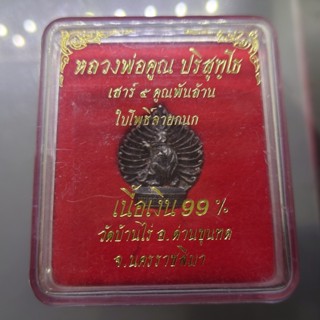 หลวงพ่อคูณ ปริสุทฺโธ
เสาร์ ๕ คูณพันล้าน
ใบโพธิ์ลายกนก
เนื้อเงิน 99 %
วัดบ้านไร่ อ.ด่านขุนทด
จ.นครราชสีมา